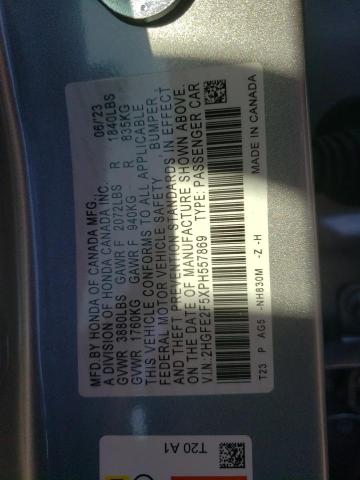 MFD BY HONDA OF CANADA MFG., 06/'23
A DIVISION OF HONDA CANADA INC.
GVWR 3880LBS GAWR F 2072LBS R 1840LBS
GVWR 1760KG GAWR F 940KG R 835KG
THIS VEHICLE CONFORMS TO ALL APPLICABLE
FEDERAL MOTOR VEHICLE SAFETY, BUMPER,
AND THEFT PREVENTION STANDARDS IN EFFECT
ON THE DATE OF MANUFACTURE SHOWN ABOVE.
V.I.N.:2HGFE2F5XPH557869 TYPE: PASSENGER CAR
T23 P AG5 NH830M -Z -H MADE IN CANADA
T20 A1